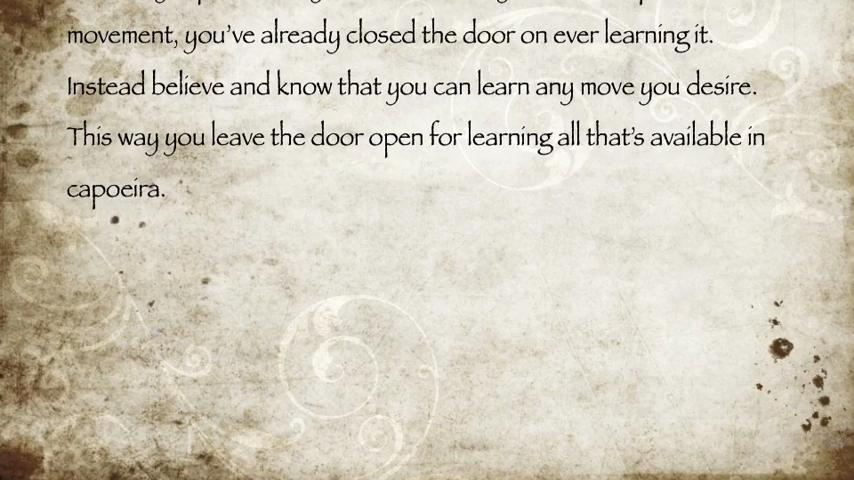 movement, you've already closed the door on ever learning it.
Instead believe and know that you can learn any move you desire.
This way you leave the door open for learning all that's available in
capoeira.